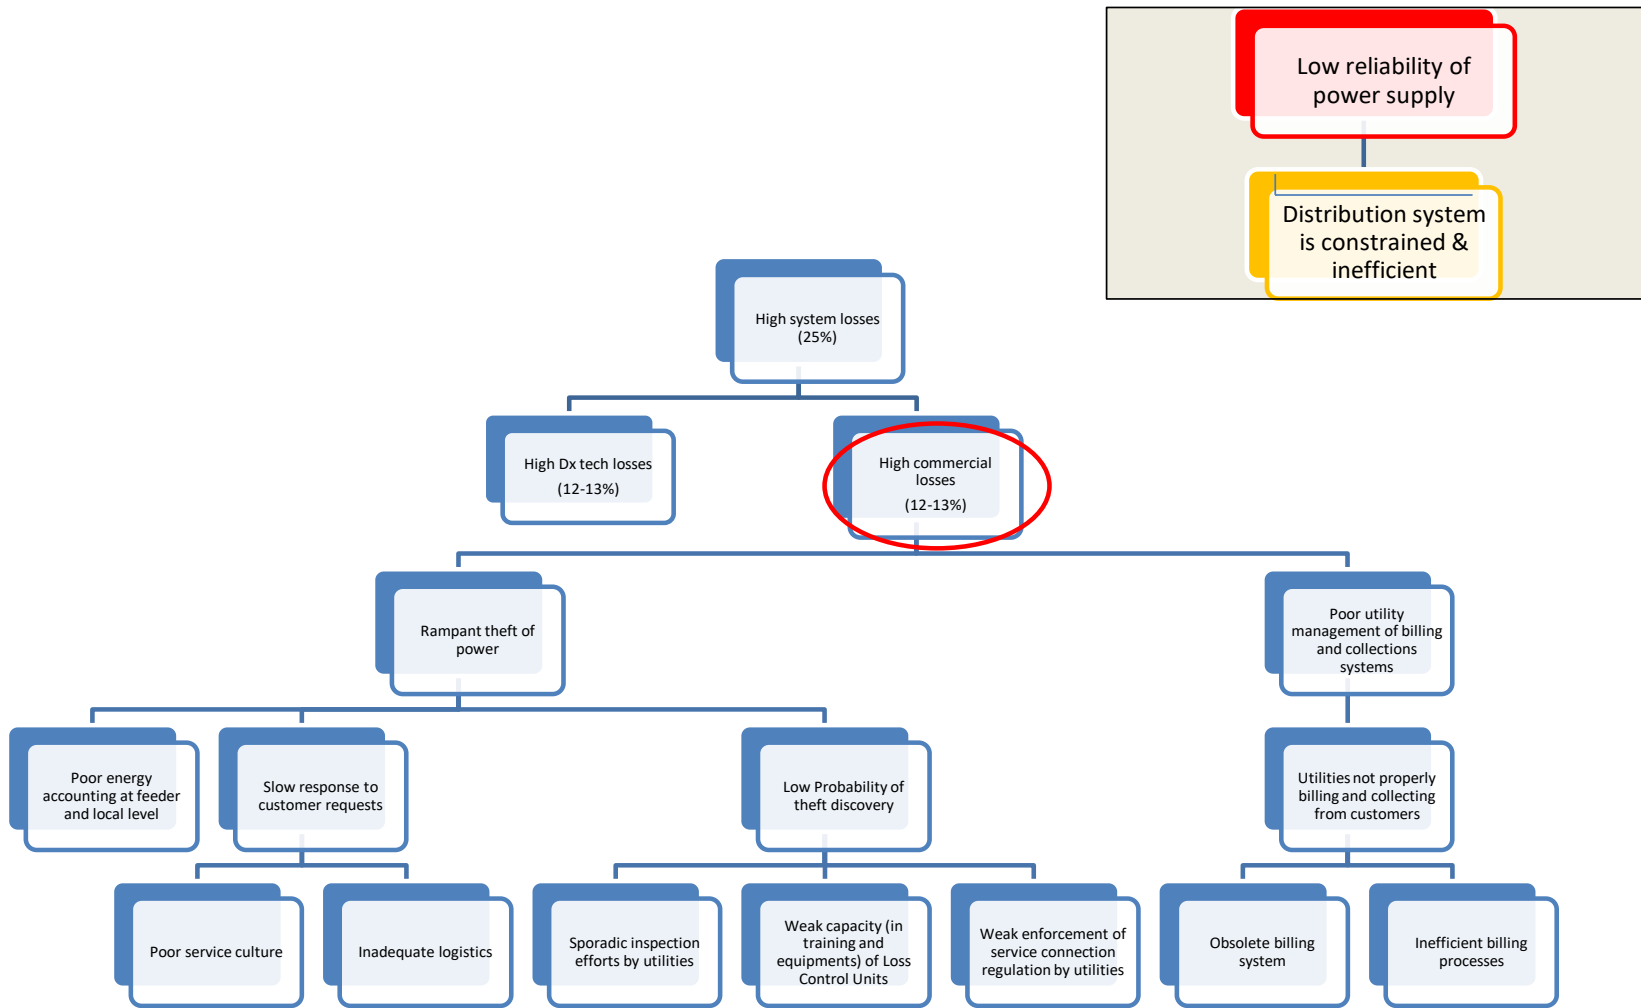 Low reliability of
power supply
Distribution system
is constrained &
inefficient
High system losses
(25%)
High Dx tech losses
(12-13%)
High commercial
losses
(12-13%)
Rampant theft of
power
Poor utility
management of billing
and collections
systems
Poor energy
accounting at feeder
and local level
Slow response to
customer requests
Low Probability of
theft discovery
Utilities not properly
billing and collecting
from customers
Poor service culture
Inadequate logistics
Sporadic inspection
efforts by utilities
Weak capacity (in
training and
equipments) of Loss
Control Units
Weak enforcement of
service connection
regulation by utilities
Obsolete billing
system
Inefficient billing
processes